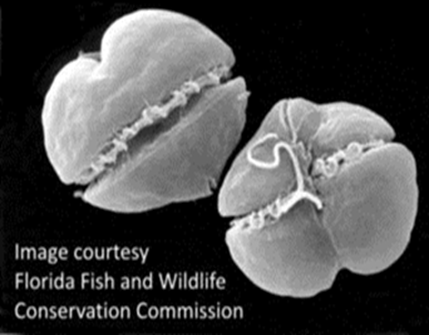 Image courtesy
Florida Fish and Wildlife
Conservation Commission